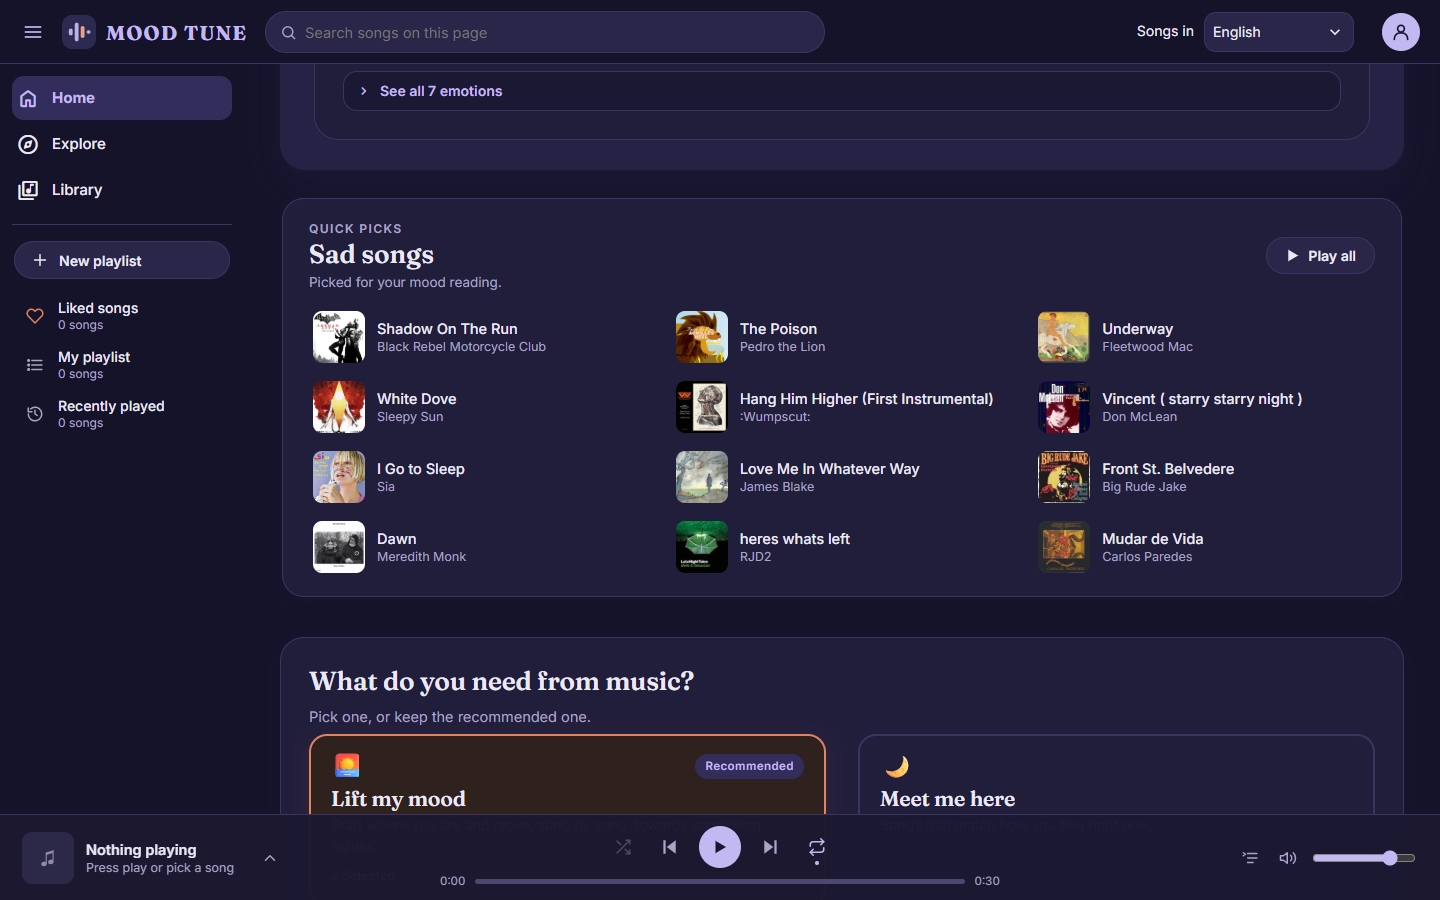 MOOD TUNE
Search songs on this page
Songs in
English
Home
Explore
Library
New playlist
Liked songs
0 songs
My playlist
0 songs
Recently played
0 songs
See all 7 emotions
QUICK PICKS
Sad songs
Picked for your mood reading.
Play all
Shadow On The Run
Black Rebel Motorcycle Club
The Poison
Pedro the Lion
Underway
Fleetwood Mac
White Dove
Sleepy Sun
Hang Him Higher (First Instrumental)
:Wumpscut:
Don
McLean
Vincent ( starry starry night )
Don McLean
I Go to Sleep
Sia
Love Me In Whatever Way
James Blake
BIG RUDE JAKE
Front St. Belvedere
Big Rude Jake
Dawn
Meredith Monk
heres whats left
RJD2
Mudar de Vida
Carlos Paredes
What do you need from music?
Pick one, or keep the recommended one.
Recommended
Lift my mood
Meet me here
Nothing playing
Press play or pick a song
0:00
0:30